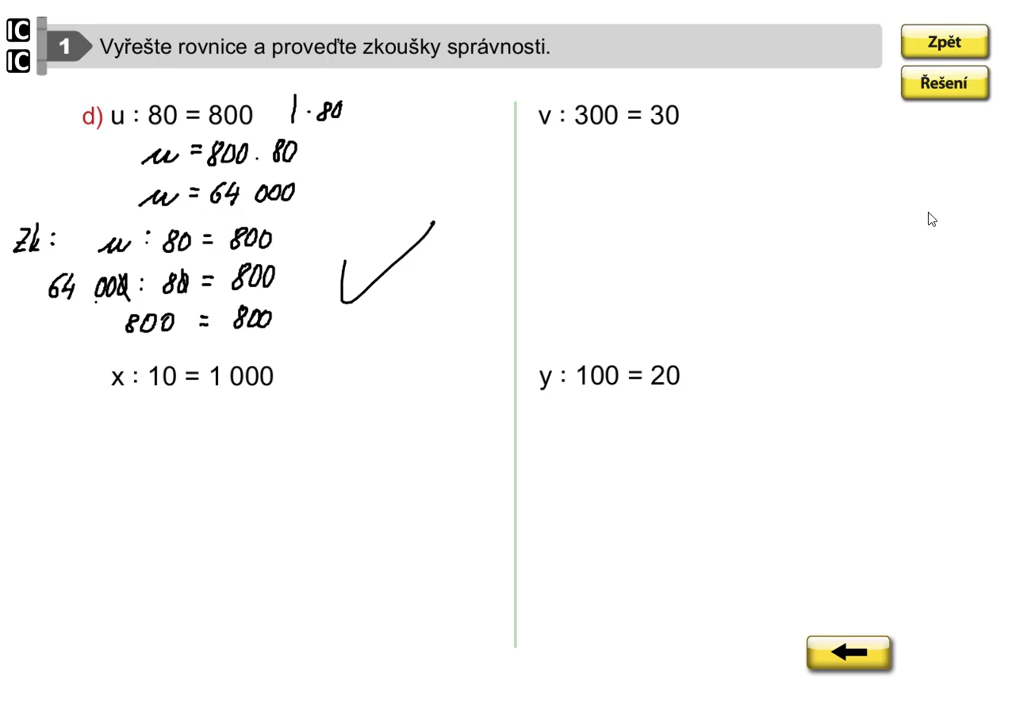 IC
IC
1 Vyřešte rovnice a proveďte zkoušky správnosti.
Zpět
Řešení
d) u : 80 = 800 | · 80
u = 800 · 80
u = 64 000
Zk: u : 80 = 800
64 000 : 80 = 800
800 = 800
x : 10 = 1 000
v : 300 = 30
y : 100 = 20